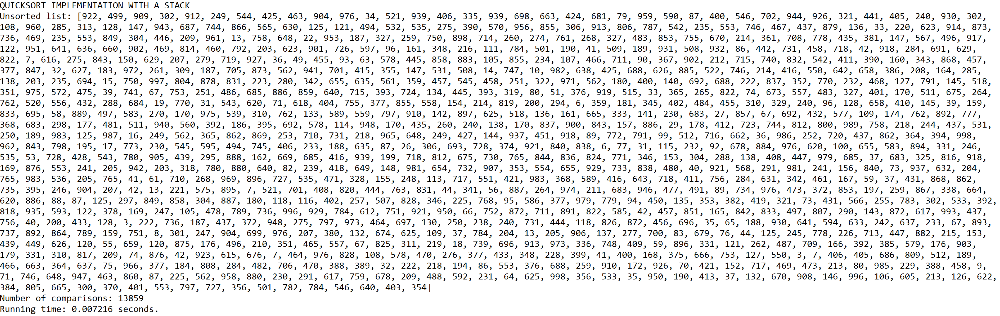 QUICKSORT IMPLEMENTATION WITH A STACK
Unsorted list: [922, 499, 909, 302, 912, 249, 544, 425, 463, 904, 976, 34, 521, 939, 406, 335, 939, 698, 663, 424, 681, 79, 959, 590, 87, 400, 546, 702, 944, 926, 321, 441, 405, 240, 930, 302,
108, 960, 285, 313, 128, 147, 943, 687, 744, 866, 565, 630, 125, 121, 494, 532, 535, 275, 390, 570, 956, 855, 306, 913, 806, 787, 542, 235, 553, 746, 467, 437, 879, 136, 33, 220, 623, 914, 873,
736, 469, 235, 553, 849, 304, 446, 209, 961, 13, 758, 648, 22, 953, 187, 327, 259, 750, 898, 714, 260, 274, 761, 268, 327, 483, 853, 755, 670, 214, 361, 708, 778, 435, 381, 147, 567, 496, 917,
122, 951, 641, 636, 660, 902, 469, 814, 460, 792, 203, 623, 901, 726, 597, 96, 161, 348, 216, 111, 784, 501, 190, 41, 509, 189, 931, 508, 932, 86, 442, 731, 458, 718, 42, 918, 284, 691, 629,
822, 7, 616, 275, 843, 150, 629, 207, 279, 719, 927, 36, 49, 455, 93, 63, 578, 445, 858, 883, 105, 855, 234, 107, 466, 711, 90, 367, 902, 212, 715, 740, 832, 542, 411, 390, 160, 343, 868, 457,
377, 847, 32, 627, 183, 972, 261, 309, 187, 705, 873, 562, 941, 701, 415, 355, 147, 531, 508, 14, 747, 10, 982, 638, 425, 688, 626, 885, 522, 746, 214, 416, 550, 642, 658, 386, 208, 164, 285,
138, 203, 235, 694, 15, 750, 997, 804, 878, 831, 223, 280, 342, 655, 635, 561, 359, 457, 545, 458, 251, 322, 971, 562, 180, 400, 140, 692, 688, 222, 837, 352, 770, 232, 468, 127, 791, 145, 518,
351, 975, 572, 475, 39, 741, 67, 753, 251, 486, 685, 886, 859, 640, 715, 393, 724, 134, 445, 393, 319, 80, 51, 376, 919, 515, 33, 365, 265, 822, 74, 673, 557, 483, 327, 401, 170, 511, 675, 264,
762, 520, 556, 432, 288, 684, 19, 770, 31, 543, 620, 71, 618, 404, 755, 377, 855, 558, 154, 214, 819, 200, 294, 6, 359, 181, 345, 402, 484, 455, 310, 329, 240, 96, 128, 658, 410, 145, 39, 159,
833, 695, 58, 889, 497, 583, 270, 170, 975, 539, 310, 762, 133, 589, 559, 797, 910, 142, 897, 625, 518, 136, 161, 665, 333, 141, 230, 683, 27, 857, 67, 692, 432, 577, 109, 174, 762, 892, 777,
368, 683, 298, 177, 481, 511, 940, 560, 392, 186, 395, 692, 578, 114, 948, 170, 435, 260, 240, 138, 170, 837, 900, 843, 157, 886, 29, 178, 412, 723, 744, 812, 800, 989, 758, 218, 244, 437, 531,
250, 189, 983, 125, 987, 16, 249, 562, 365, 862, 869, 253, 710, 731, 218, 965, 648, 249, 427, 144, 937, 451, 918, 89, 772, 791, 99, 512, 716, 662, 36, 986, 252, 720, 437, 862, 364, 394, 998,
962, 843, 798, 195, 17, 773, 230, 545, 595, 494, 745, 406, 233, 188, 635, 87, 26, 306, 693, 728, 374, 921, 840, 838, 6, 77, 31, 115, 232, 92, 678, 884, 976, 620, 100, 655, 583, 894, 331, 246,
535, 53, 728, 428, 543, 780, 905, 439, 295, 888, 162, 669, 685, 416, 939, 199, 718, 812, 675, 730, 765, 844, 836, 824, 771, 346, 153, 304, 288, 138, 408, 447, 979, 685, 37, 683, 325, 816, 918,
169, 876, 553, 241, 205, 942, 203, 318, 780, 880, 640, 82, 239, 418, 649, 148, 981, 654, 732, 907, 353, 554, 655, 929, 733, 838, 480, 40, 921, 568, 291, 981, 241, 156, 840, 73, 937, 632, 204,
765, 983, 536, 205, 765, 41, 61, 710, 268, 969, 896, 727, 535, 471, 328, 155, 248, 113, 717, 551, 421, 983, 368, 589, 416, 643, 718, 411, 756, 284, 631, 342, 461, 167, 59, 37, 431, 868, 862,
735, 395, 246, 904, 207, 42, 13, 221, 575, 895, 7, 521, 701, 408, 820, 444, 763, 831, 44, 341, 56, 887, 264, 974, 211, 683, 946, 477, 491, 89, 734, 976, 473, 372, 853, 197, 259, 867, 338, 664,
620, 886, 88, 87, 125, 297, 849, 858, 304, 887, 180, 118, 116, 402, 257, 507, 828, 346, 225, 768, 95, 586, 377, 979, 779, 94, 450, 135, 353, 382, 419, 321, 73, 431, 566, 255, 783, 302, 533, 392,
818, 935, 593, 122, 378, 169, 247, 105, 478, 789, 736, 996, 929, 784, 612, 751, 921, 950, 66, 752, 872, 711, 891, 822, 585, 42, 457, 851, 165, 842, 833, 497, 807, 290, 143, 872, 617, 993, 437,
756, 40, 200, 433, 128, 3, 222, 736, 187, 437, 372, 948, 275, 797, 973, 464, 697, 130, 250, 238, 240, 731, 444, 118, 826, 872, 456, 696, 35, 65, 188, 930, 641, 594, 633, 242, 637, 233, 67, 893,
737, 892, 864, 789, 159, 751, 8, 301, 247, 904, 699, 976, 207, 380, 132, 674, 625, 109, 37, 784, 204, 13, 205, 906, 137, 277, 700, 83, 679, 76, 44, 125, 245, 778, 226, 713, 447, 882, 215, 153,
439, 449, 626, 120, 55, 659, 120, 875, 176, 496, 210, 351, 465, 557, 67, 825, 311, 219, 18, 739, 696, 913, 973, 336, 748, 409, 59, 896, 331, 121, 262, 487, 709, 166, 392, 385, 579, 176, 903,
179, 331, 310, 817, 209, 74, 876, 42, 923, 615, 676, 7, 464, 976, 828, 108, 578, 470, 276, 377, 433, 348, 228, 399, 41, 400, 168, 375, 666, 753, 127, 550, 3, 7, 406, 405, 686, 809, 512, 189,
466, 663, 364, 637, 75, 966, 377, 184, 808, 284, 482, 706, 470, 388, 389, 32, 222, 218, 194, 86, 553, 376, 688, 259, 910, 172, 926, 70, 421, 152, 717, 469, 473, 213, 80, 985, 229, 388, 458, 9,
71, 746, 648, 947, 463, 860, 87, 225, 562, 958, 880, 230, 291, 617, 759, 678, 209, 488, 592, 231, 64, 625, 998, 356, 533, 35, 950, 190, 413, 37, 132, 670, 908, 146, 996, 106, 605, 213, 126, 622,
384, 805, 665, 300, 370, 401, 553, 797, 727, 356, 501, 782, 784, 546, 640, 403, 354]
Number of comparisons: 13859
Running time: 0.007216 seconds.